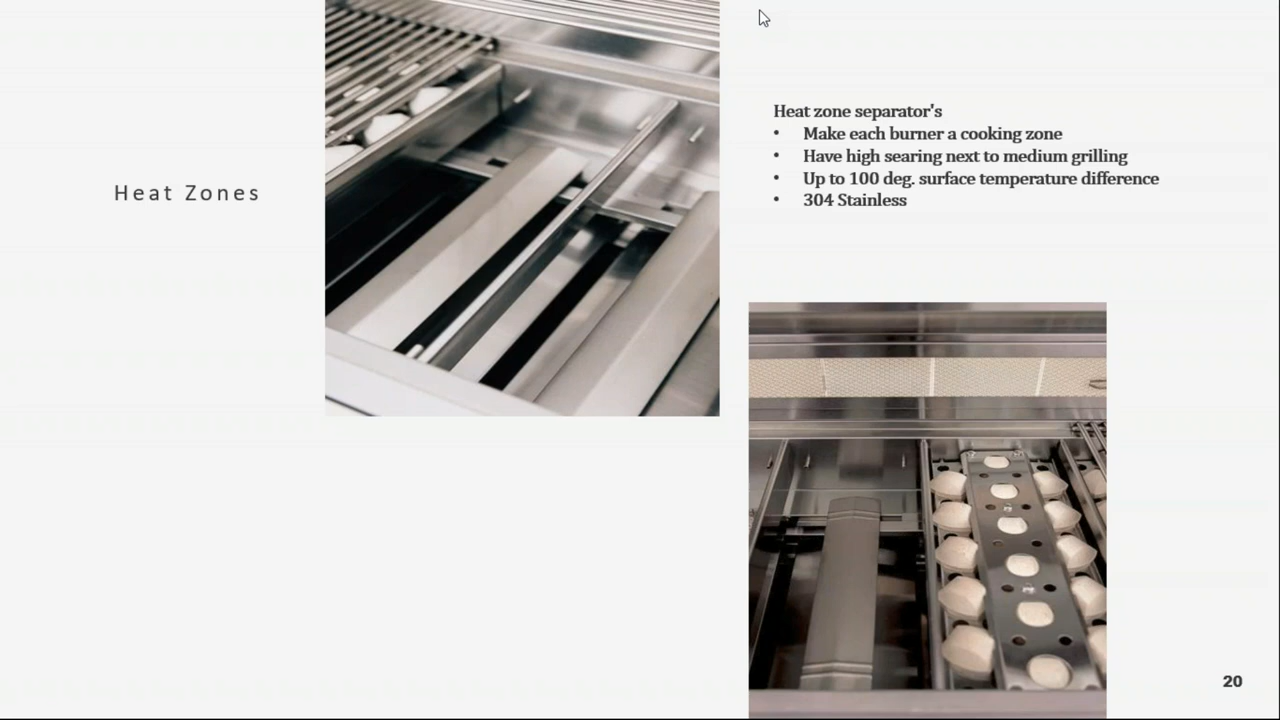 Heat Zones
Heat zone separator's
• Make each burner a cooking zone
• Have high searing next to medium grilling
• Up to 100 deg. surface temperature difference
• 304 Stainless
20